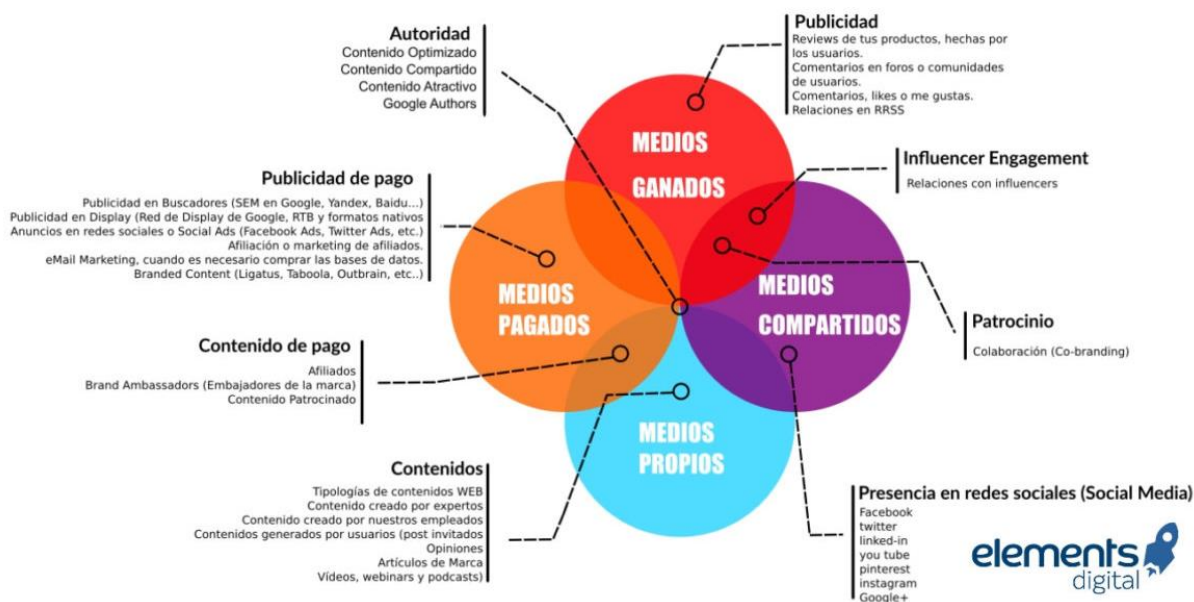 Autoridad
Contenido Optimizado
Contenido Compartido
Contenido Atractivo
Google Authors
Publicidad
Reviews de tus productos, hechas por
los usuarios.
Comentarios en foros o comunidades
de usuarios.
Comentarios, likes o me gustas.
Relaciones en RRSS
MEDIOS
GANADOS
Influencer Engagement
Relaciones con influencers
Publicidad de pago
Publicidad en Buscadores (SEM en Google, Yandex, Baidu...)
Publicidad en Display (Red de Display de Google, RTB y formatos nativos
Anuncios en redes sociales o Social Ads (Facebook Ads, Twitter Ads, etc.)
Afiliación o marketing de afiliados.
eMail Marketing, cuando es necesario comprar las bases de datos.
Branded Content (Ligatus, Taboola, Outbrain, etc..)
MEDIOS
PAGADOS
MEDIOS
COMPARTIDOS
Patrocinio
Colaboración (Co-branding)
Contenido de pago
Afiliados
Brand Ambassadors (Embajadores de la marca)
Contenido Patrocinado
MEDIOS
PROPIOS
Contenidos
Tipologías de contenidos WEB
Contenido creado por expertos
Contenido creado por nuestros empleados
Contenidos generados por usuarios (post invitados
Opiniones
Artículos de Marca
Vídeos, webinars y podcasts)
Presencia en redes sociales (Social Media)
Facebook
twitter
linked-in
you tube
pinterest
instagram
Google+
elements
digital